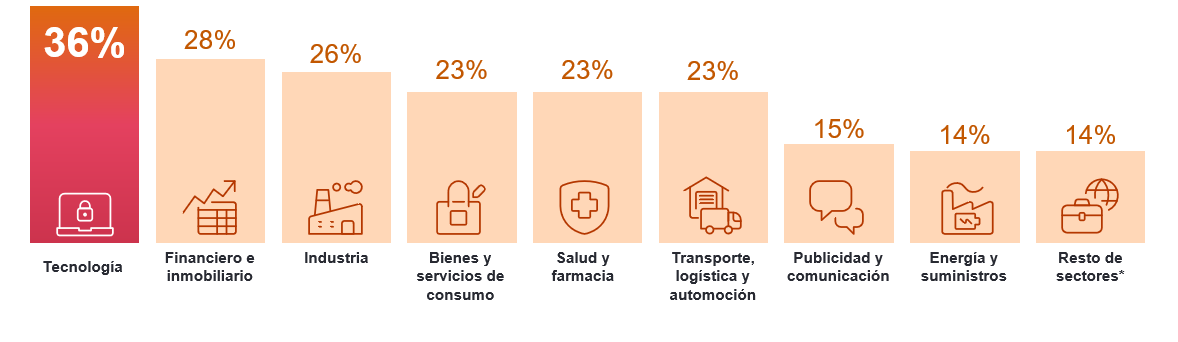 36%
28%
26%
23%
23%
23%
15%
14%
14%
Tecnología
Financiero e
inmobiliario
Industria
Bienes y
servicios de
consumo
Salud y
farmacia
Transporte,
logística y
automoción
Publicidad y
comunicación
Energía y
suministros
Resto de
sectores*